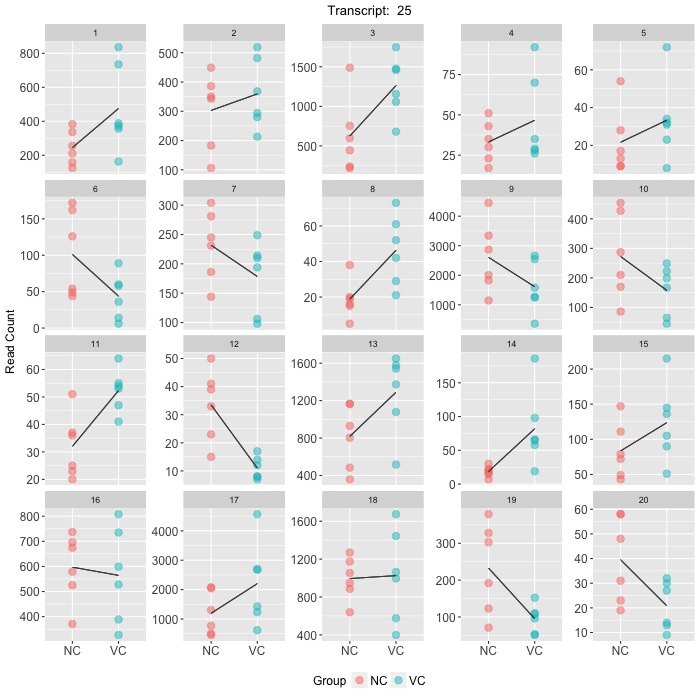 Transcript: 25
1 2 3 4 5
800 600 400 200
500 400 300 200 100
1500 1000 500
75 50 25
60 40 20
6 7 8 9 10
150 100 50 0
300 250 200 150 100
60 40 20
4000 3000 2000 1000
400 300 200 100
Read Count
11 12 13 14 15
60 50 40 30 20
50 40 30 20 10
1600 1200 800 400
150 100 50 0
200 150 100 50
16 17 18 19 20
800 700 600 500 400
4000 3000 2000 1000
1600 1200 800 400
300 200 100
60 50 40 30 20 10
NC VC NC VC NC VC NC VC NC VC
Group NC VC